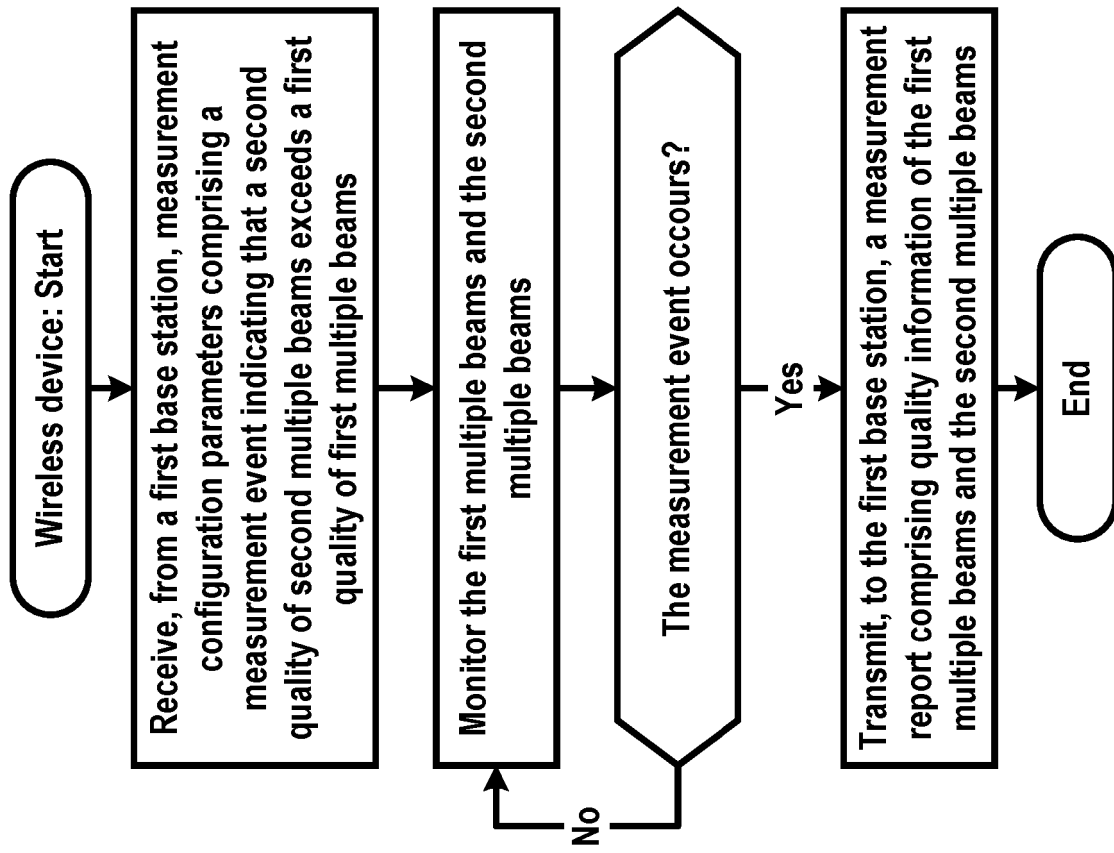 Wireless device: Start
Receive, from a first base station, measurement
configuration parameters comprising a
measurement event indicating that a second
quality of second multiple beams exceeds a first
quality of first multiple beams
Monitor the first multiple beams and the second
multiple beams
The measurement event occours?
No
Yes
Transmit, to the first base station, a measurement
report comprising quality information of the first
multiple beams and the second multiple beams
End